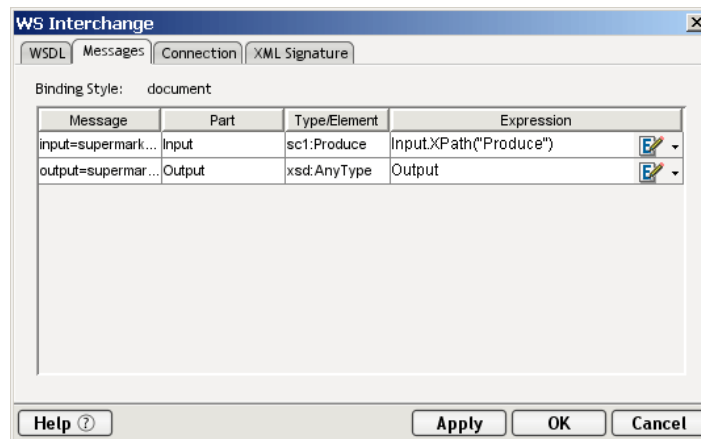 WS Interchange
WSDL Messages Connection XML Signature
Binding Style: document
Message Part Type/Element Expression
input=supermark... Input sc1:Produce Input.XPath("Produce")
output=supermar... Output xsd:AnyType Output
Help ? Apply OK Cancel